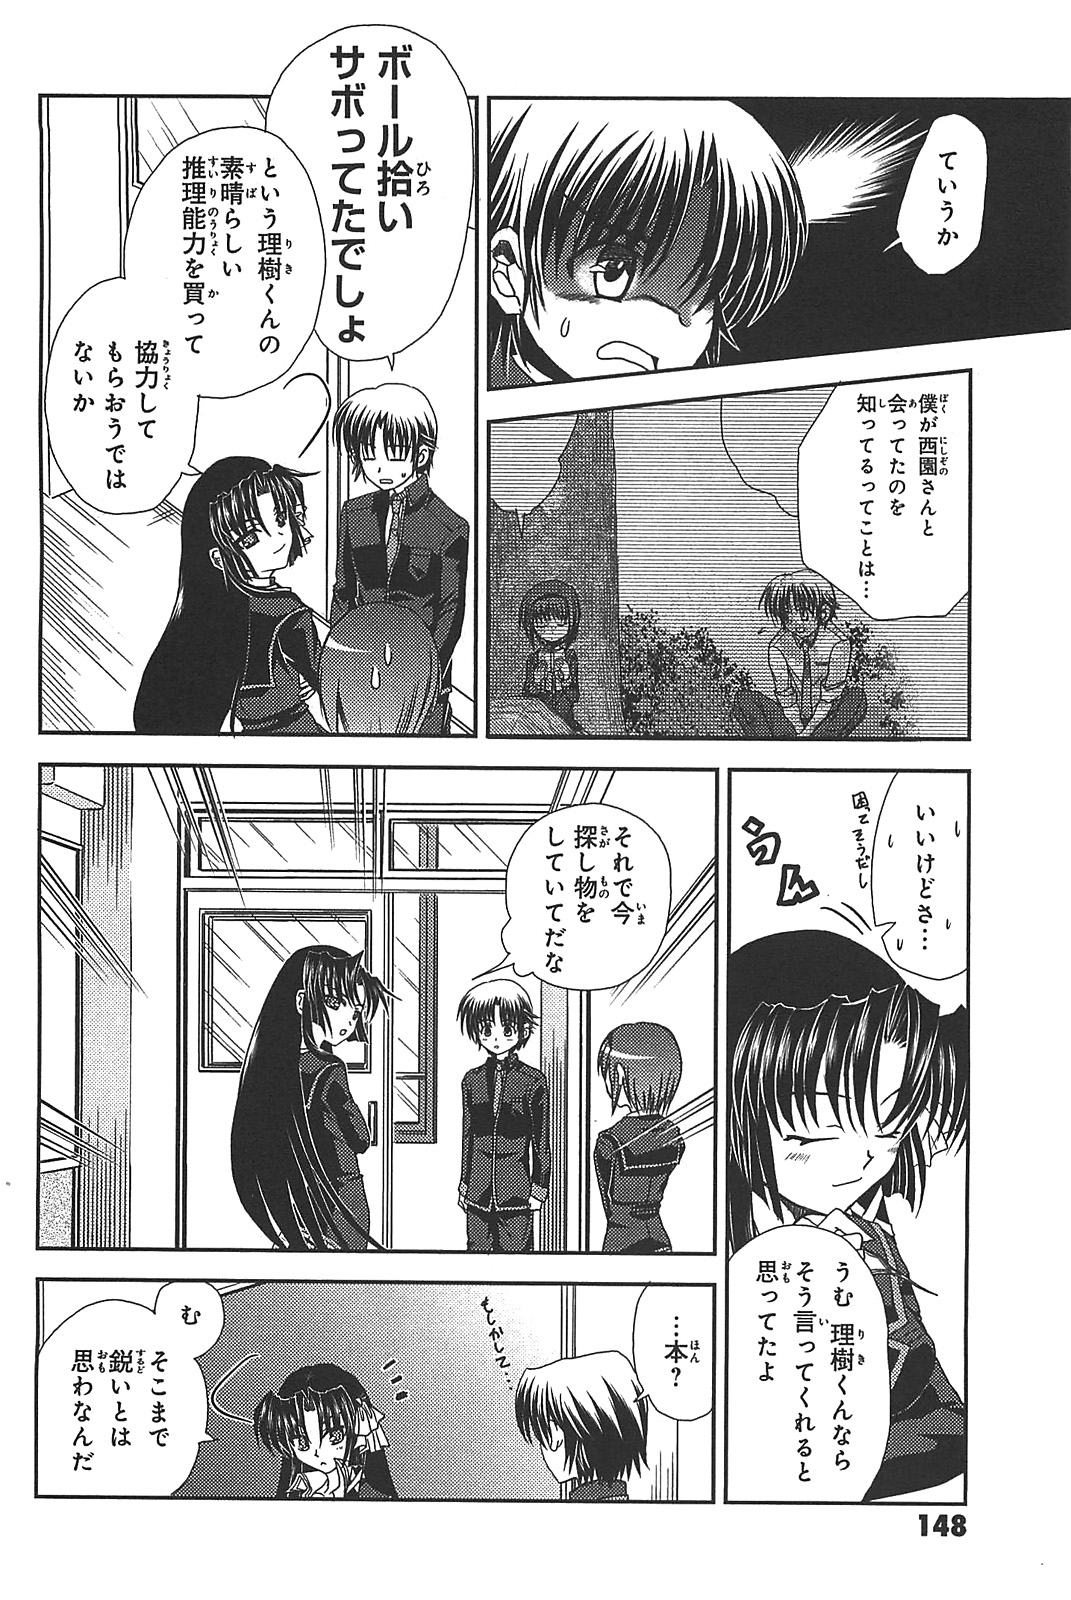 ていうか
僕が西園さんと
会ってたのを
知ってるってことは…
ボール拾い
サボってたでしょ
という理樹くんの
素晴らしい
推理能力を買って
協力して
もらおうでは
ないか
いいけどさ…
困ってそうだし
うん
うむ 理樹くんなら
そう言ってくれると
思ってたよ
それで今
探し物を
していてだな
…本?
もしかして…
む
そこまで
鋭いとは
思わなんだ
148